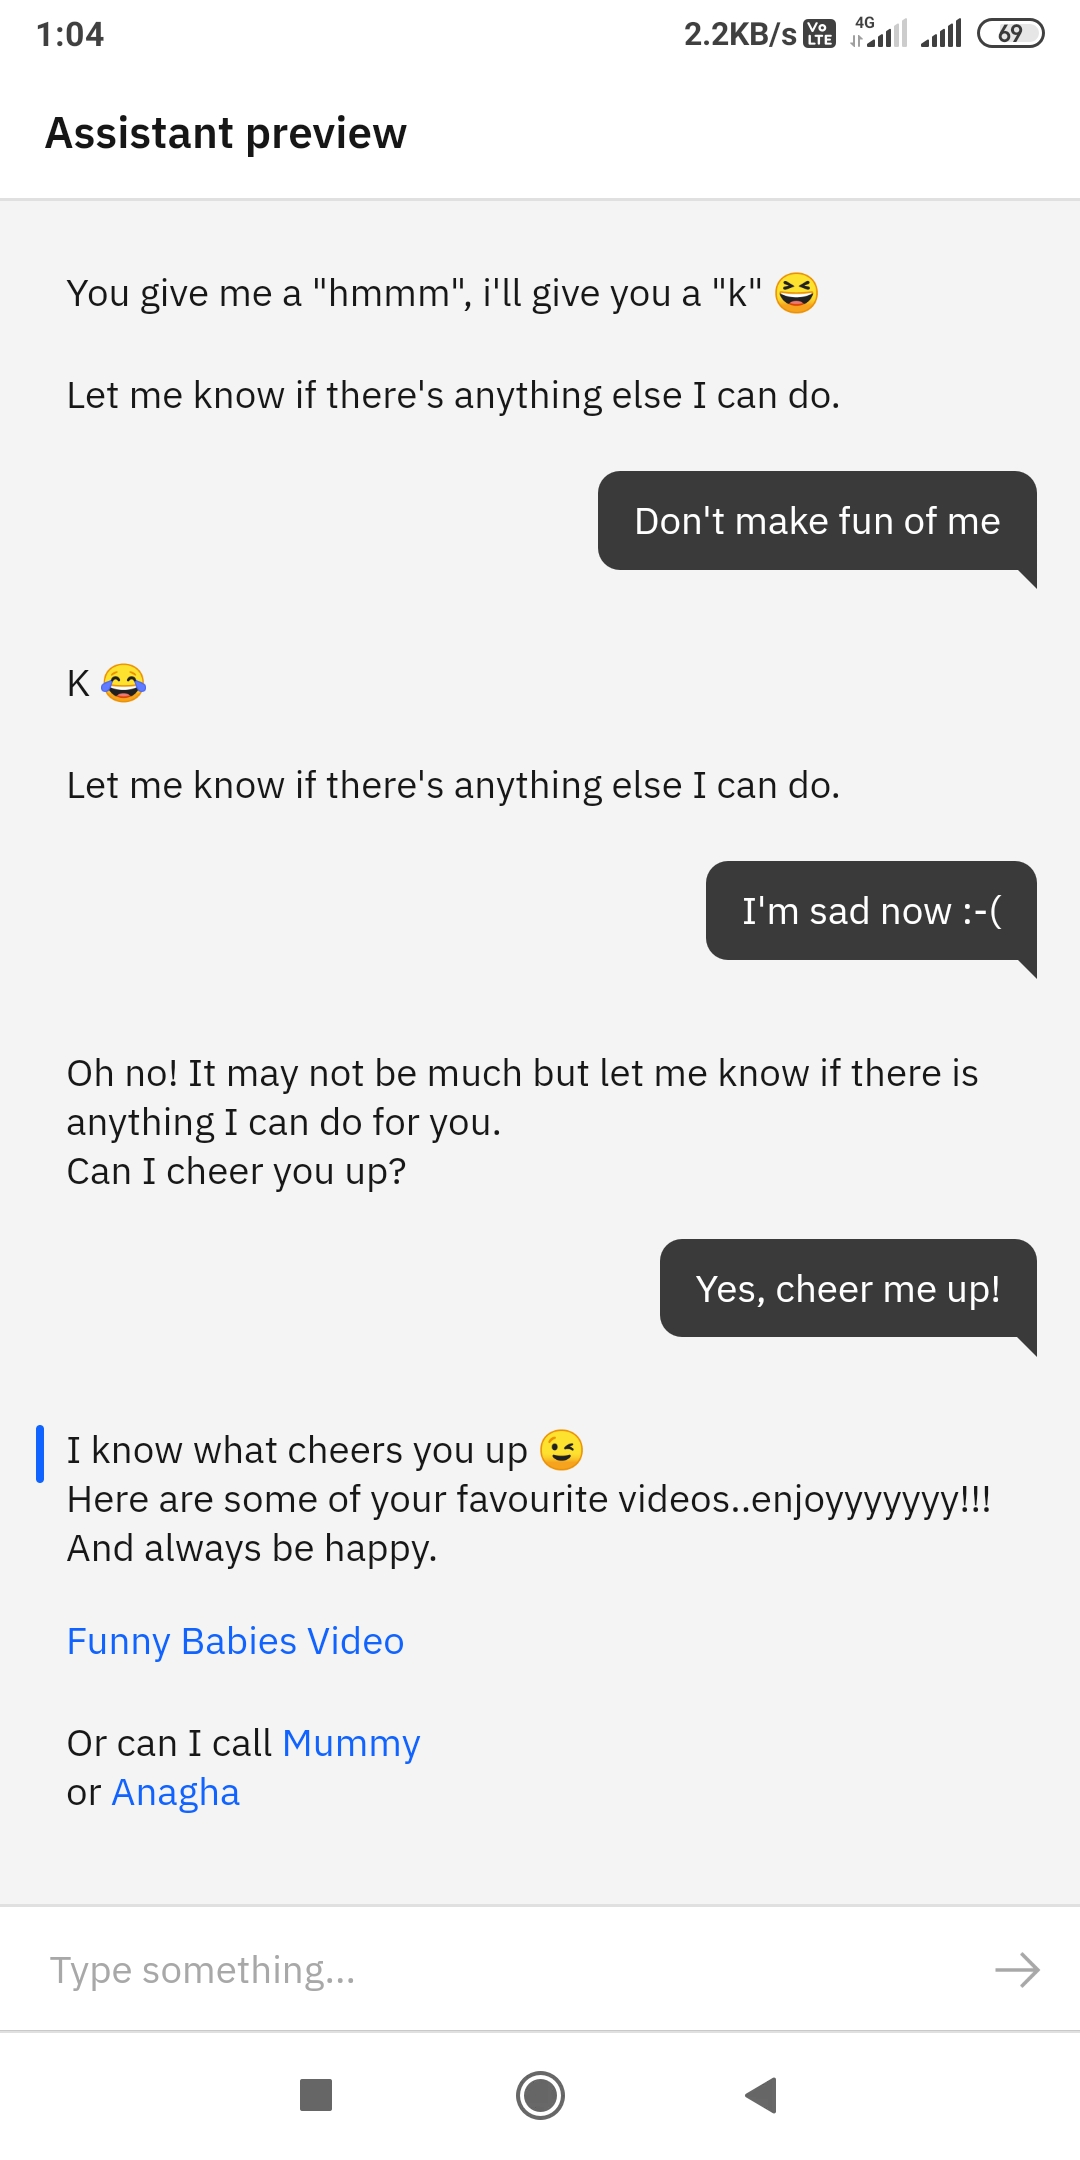 1:04
2.2KB/s Vo LTE 4G 69
Assistant preview
You give me a "hmmm", i'll give you a "k" 😆
Let me know if there's anything else I can do.
Don't make fun of me
K 😂
Let me know if there's anything else I can do.
I'm sad now :-(
Oh no! It may not be much but let me know if there is
anything I can do for you.
Can I cheer you up?
Yes, cheer me up!
I know what cheers you up 😉
Here are some of your favourite videos..enjoyyyyyyy!!!
And always be happy.
Funny Babies Video
Or can I call Mummy
or Anagha
Type something...